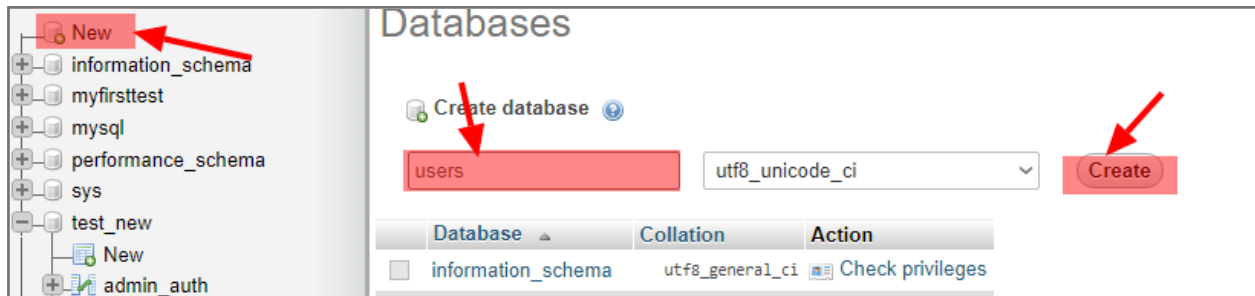 New
information_schema
myfirsttest
mysql
performance_schema
sys
test_new
New
admin_auth
Databases
Create database
users utf8_unicode_ci Create
Database Collation Action
information_schema utf8_general_ci Check privileges